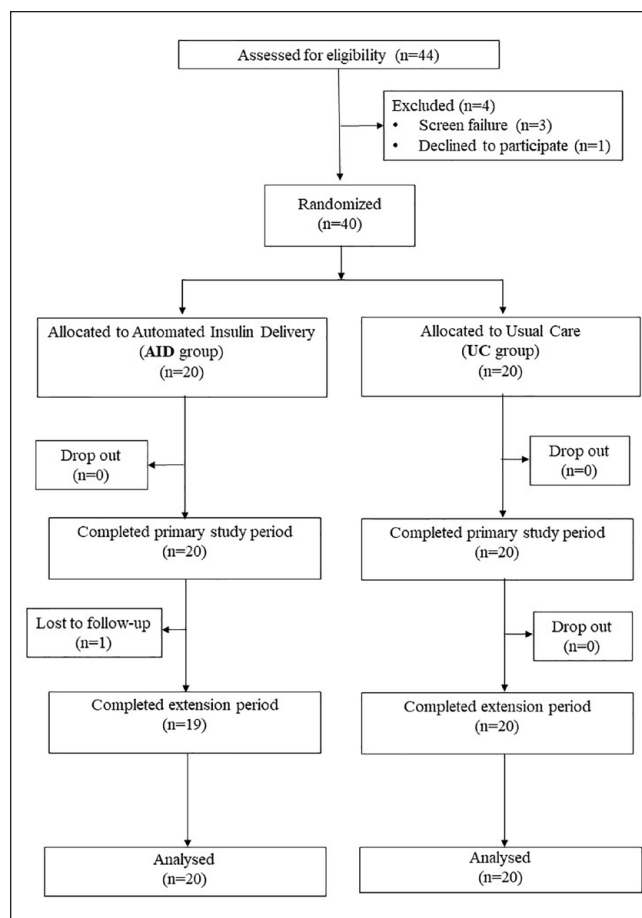 Assessed for eligibility (n=44)
Excluded (n=4)
• Screen failure (n=3)
• Declined to participate (n=1)
Randomized
(n=40)
Allocated to Automated Insulin Delivery
(AID group)
(n=20)
Allocated to Usual Care
(UC group)
(n=20)
Drop out
(n=0)
Drop out
(n=0)
Completed primary study period
(n=20)
Completed primary study period
(n=20)
Lost to follow-up
(n=1)
Drop out
(n=0)
Completed extension period
(n=19)
Completed extension period
(n=20)
Analysed
(n=20)
Analysed
(n=20)